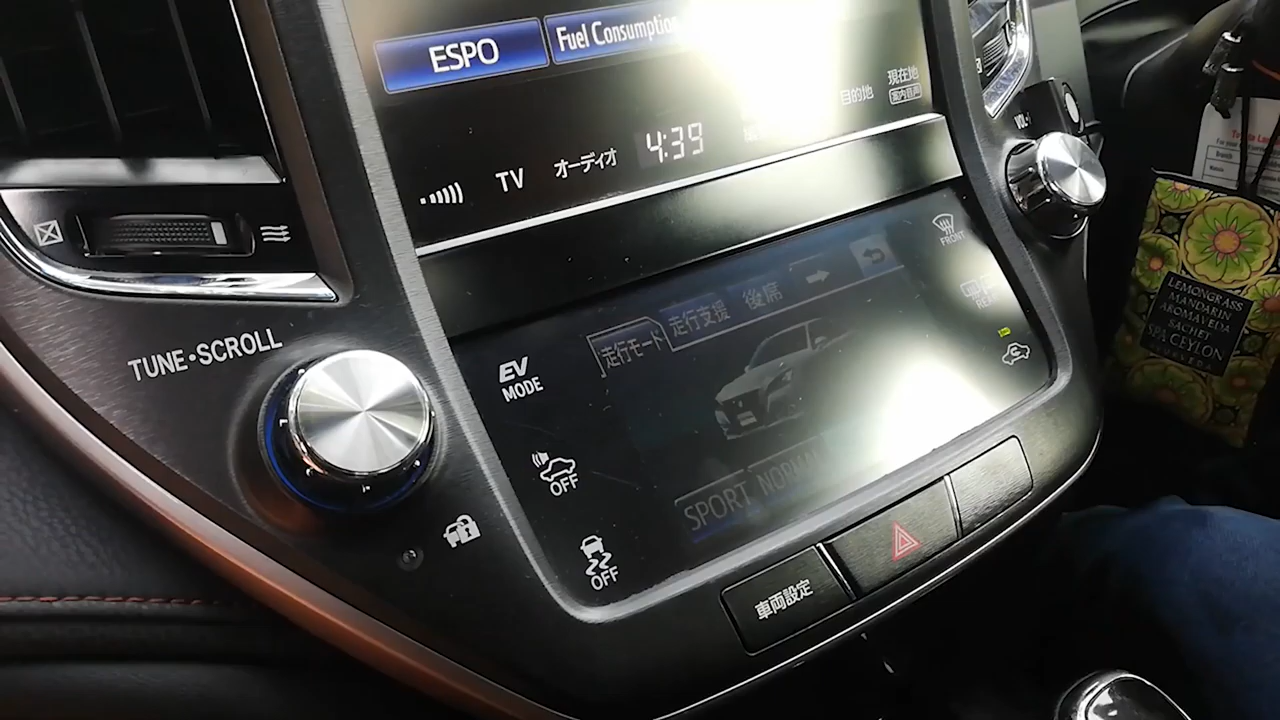 ESPO
Fuel Consumption
現在地
目的地
案内音声
TV
オーディオ
4:39
VOL
TUNE•SCROLL
FRONT
REAR
走行モード
走行支援
後席
EV
MODE
OFF
SPORT
OFF
車両設定
LEMONGRASS
MANDARIN
AROMAVEDA
SACHET
SPA CEYLON